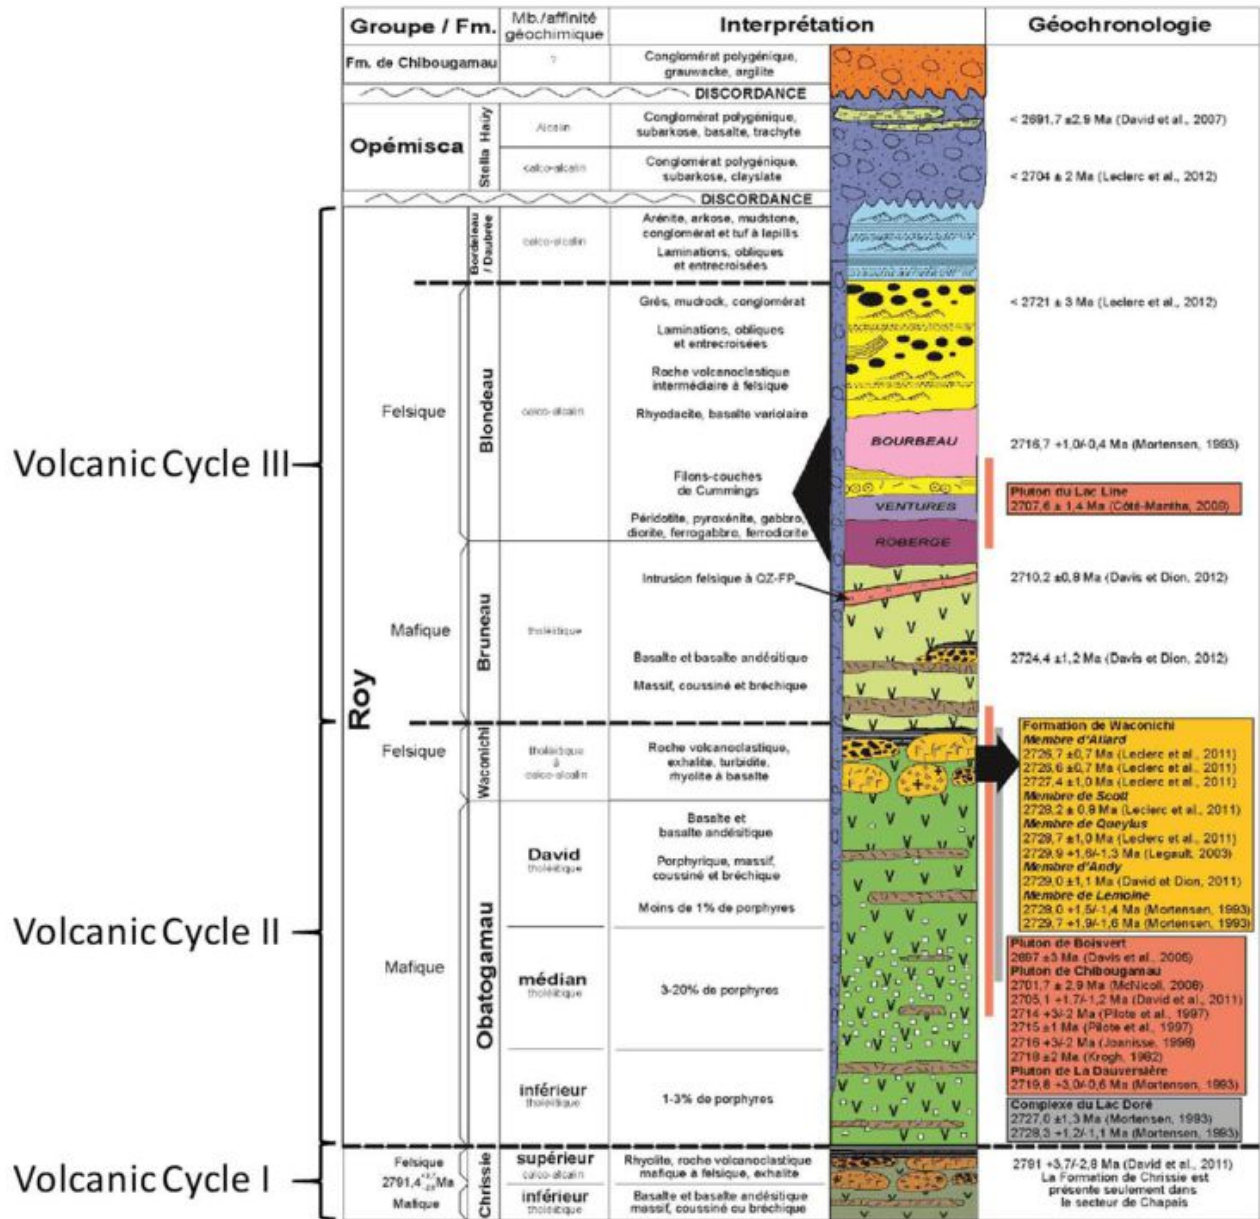 Groupe / Fm.
Mb./affinité
géochimique
Interprétation
Géochronologie
Fm. de Chibougamau
?
Conglomérat polygénique,
grauwacke, argilite
DISCORDANCE
Opémisca
Stella Haüy
Alcalin
Conglomérat polygénique,
subarkose, basalte, trachyte
< 2691,7 ±2,9 Ma (David et al., 2007)
calco-alcalin
Conglomérat polygénique,
subarkose, clayslate
< 2704 ± 2 Ma (Leclerc et al., 2012)
DISCORDANCE
Roy
Bordeleau
/ Daubrée
calco-alcalin
Arénite, arkose, mudstone,
conglomérat et tuf à lapillis
Laminations, obliques
et entrecroisées
Volcanic Cycle III
Felsique
Blondeau
calco-alcalin
Grès, mudrock, conglomérat
Laminations, obliques
et entrecroisées
Roche volcanoclastique
intermédiaire à felsique
Rhyodacite, basalte variolaire
< 2721 ± 3 Ma (Leclerc et al., 2012)
BOURBEAU
2716,7 +1,0/-0,4 Ma (Mortensen, 1993)
Filons-couches
de Cummings
VENTURES
Pluton du Lac Line
2707,6 ± 1,4 Ma (Côté-Mantha, 2009)
Péridotite, pyroxénite, gabbro,
diorite, ferrogabbro, ferrodiorite
ROBERGE
Mafique
Bruneau
tholéiitique
Intrusion felsique à QZ-FP
2710,2 ±0,8 Ma (Davis et Dion, 2012)
Basalte et basalte andésitique
Massif, coussiné et bréchique
2724,4 ±1,2 Ma (Davis et Dion, 2012)
Volcanic Cycle II
Felsique
Waconichi
tholéiitique
à
calco-alcalin
Roche volcanoclastique,
exhalite, turbidite,
rhyolite à basalte
Formation de Waconichi
Membre d'Allard
2726,7 ±0,7 Ma (Leclerc et al., 2011)
2726,6 ±0,7 Ma (Leclerc et al., 2011)
2727,4 ±1,0 Ma (Leclerc et al., 2011)
Membre de Scott
2728,2 ± 0,8 Ma (Leclerc et al., 2011)
Membre de Queylus
2728,7 ±1,0 Ma (Leclerc et al., 2011)
2729,9 +1,6/-1,3 Ma (Legault, 2003)
Membre d'Andy
2729,0 ±1,1 Ma (David et Dion, 2011)
Membre de Lemoine
2728,0 +1,5/-1,4 Ma (Mortensen, 1993)
2729,7 +1,9/-1,6 Ma (Mortensen, 1993)
Mafique
Obatogamau
David
tholéiitique
Basalte et
basalte andésitique
Porphyrique, massif,
coussiné et bréchique
Moins de 1% de porphyres
médian
tholéiitique
3-20% de porphyres
inférieur
tholéiitique
1-3% de porphyres
Pluton de Boisvert
2697 ±3 Ma (Davis et al., 2005)
Pluton de Chibougamau
2701,7 ± 2,9 Ma (McNicoll, 2008)
2705,1 +1,7/-1,2 Ma (David et al., 2011)
2714 +3/-2 Ma (Pilote et al., 1997)
2715 ±1 Ma (Pilote et al., 1997)
2716 +3/-2 Ma (Joanisse, 1998)
2718 ±2 Ma (Krogh, 1982)
Pluton de La Dauversière
2719,8 +3,0/-0,6 Ma (Mortensen, 1993)
Complexe du Lac Doré
2727,0 ±1,3 Ma (Mortensen, 1993)
2728,3 +1,2/-1,1 Ma (Mortensen, 1993)
Volcanic Cycle I
Felsique
2791,4 Ma
Mafique
Chrissie
supérieur
calco-alcalin
Rhyolite, roche volcanoclastique
mafique à felsique, exhalite
inférieur
tholéiitique
Basalte et basalte andésitique
massif, coussiné ou bréchique
2791 +3,7/-2,8 Ma (David et al., 2011)
La Formation de Chrissie est
présente seulement dans
le secteur de Chapais